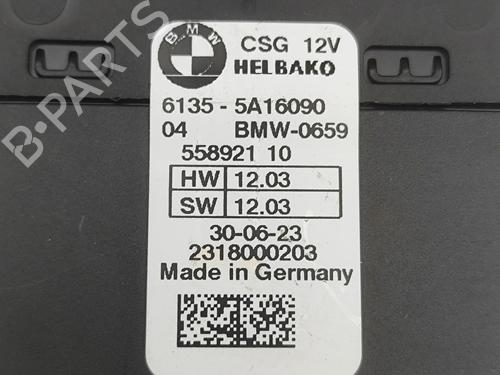 BMW
CSG 12V
HELBAKO
6135 - 5A16090
04 BMW-0659
558921 10
HW 12.03
SW 12.03
30-06-23
2318000203
Made in Germany
B-PARTS